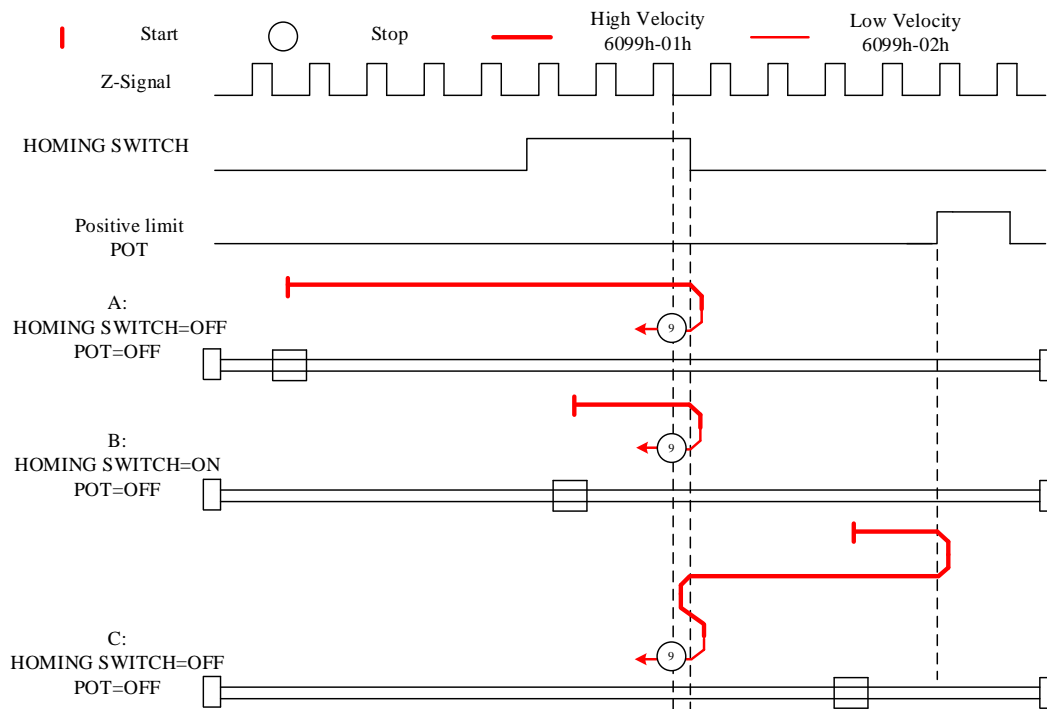 Start
Stop
High Velocity
6099h-01h
Low Velocity
6099h-02h
Z-Signal
HOMING SWITCH
Positive limit
POT
A:
HOMING SWITCH=OFF
POT=OFF
9
B:
HOMING SWITCH=ON
POT=OFF
9
C:
HOMING SWITCH=OFF
POT=OFF
9